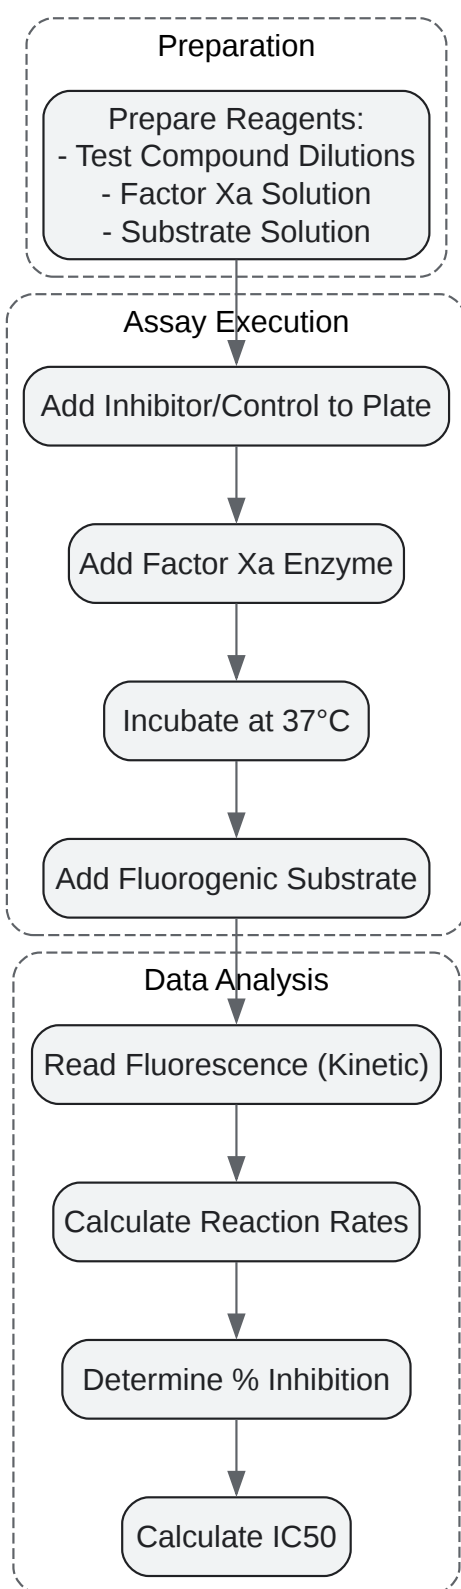 Preparation
Prepare Reagents:
- Test Compound Dilutions
- Factor Xa Solution
- Substrate Solution
Assay Execution
Add Inhibitor/Control to Plate
Add Factor Xa Enzyme
Incubate at 37°C
Add Fluorogenic Substrate
Data Analysis
Read Fluorescence (Kinetic)
Calculate Reaction Rates
Determine % Inhibition
Calculate IC50